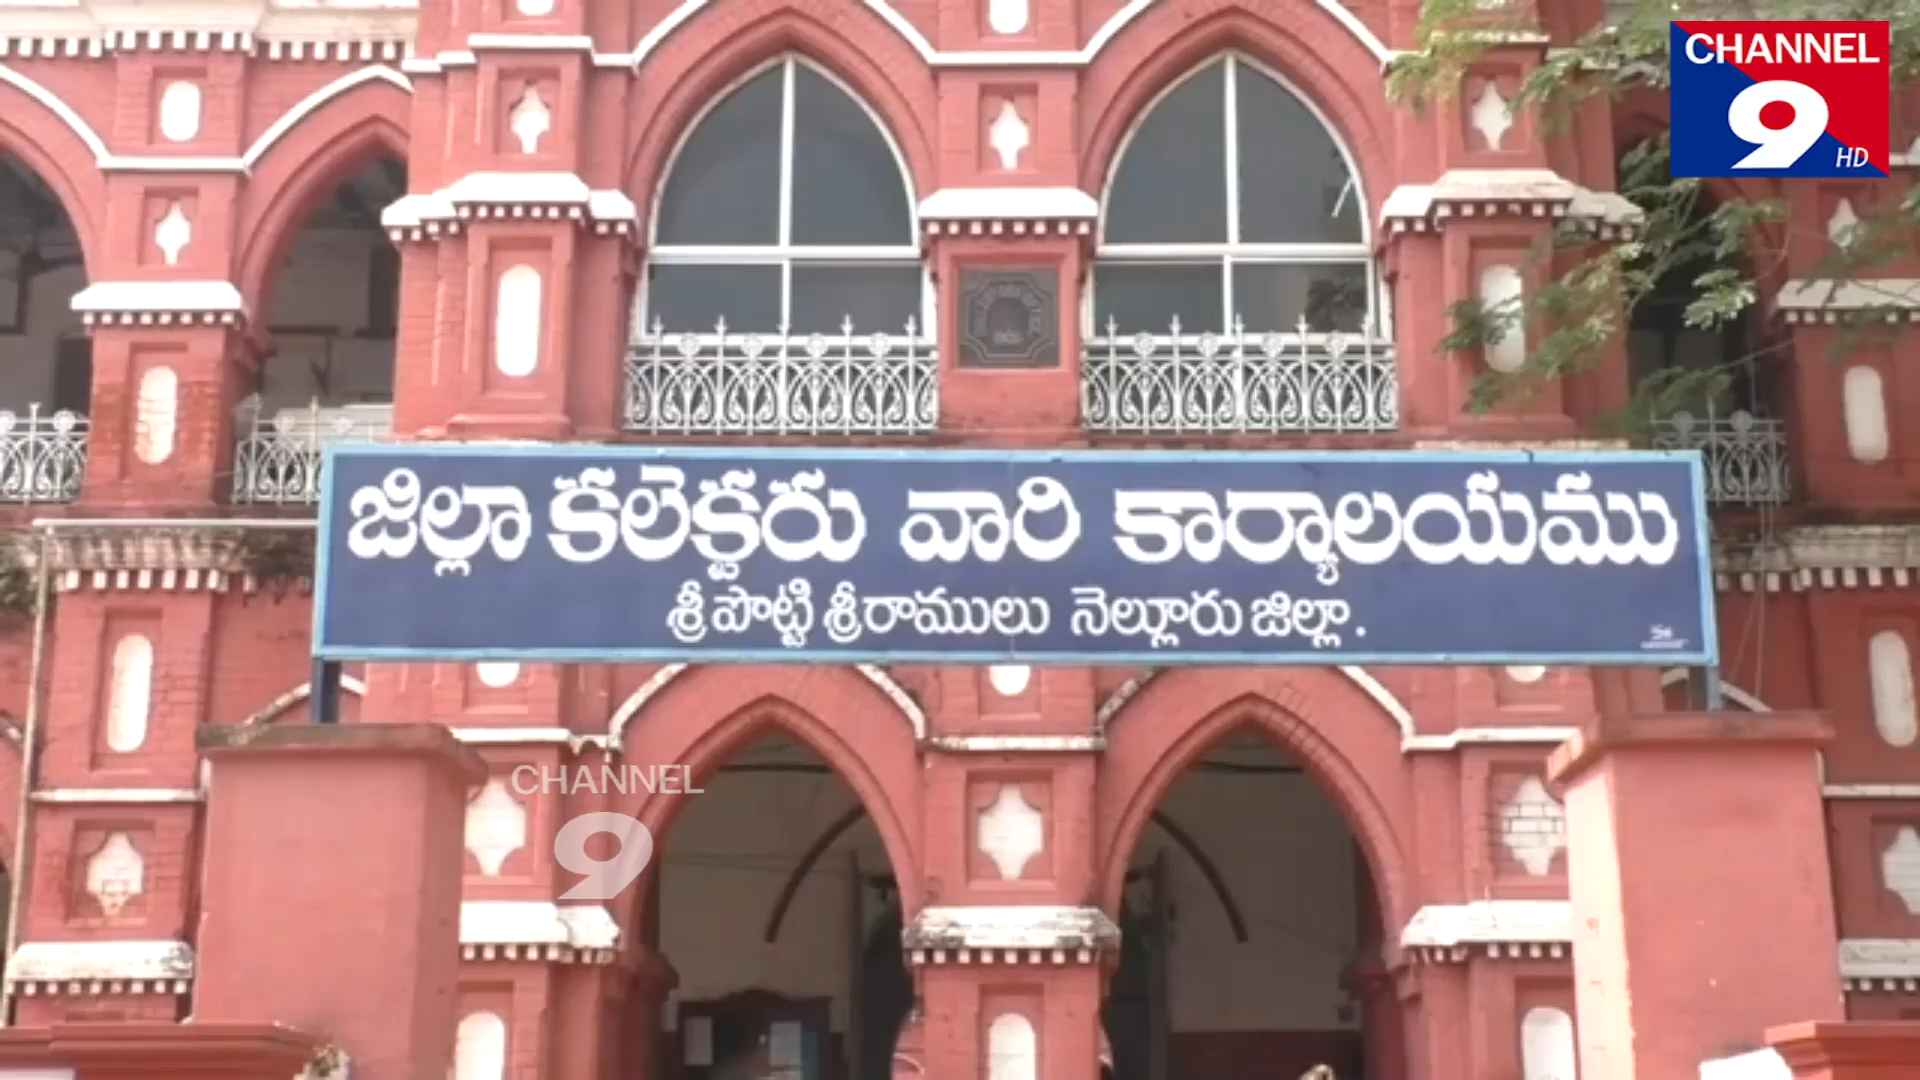 CHANNEL
9
HD
జిల్లా కలెక్టరు వారి కార్యాలయము
శ్రీ పొట్టి శ్రీరాములు నెల్లూరు జిల్లా.
CHANNEL
9